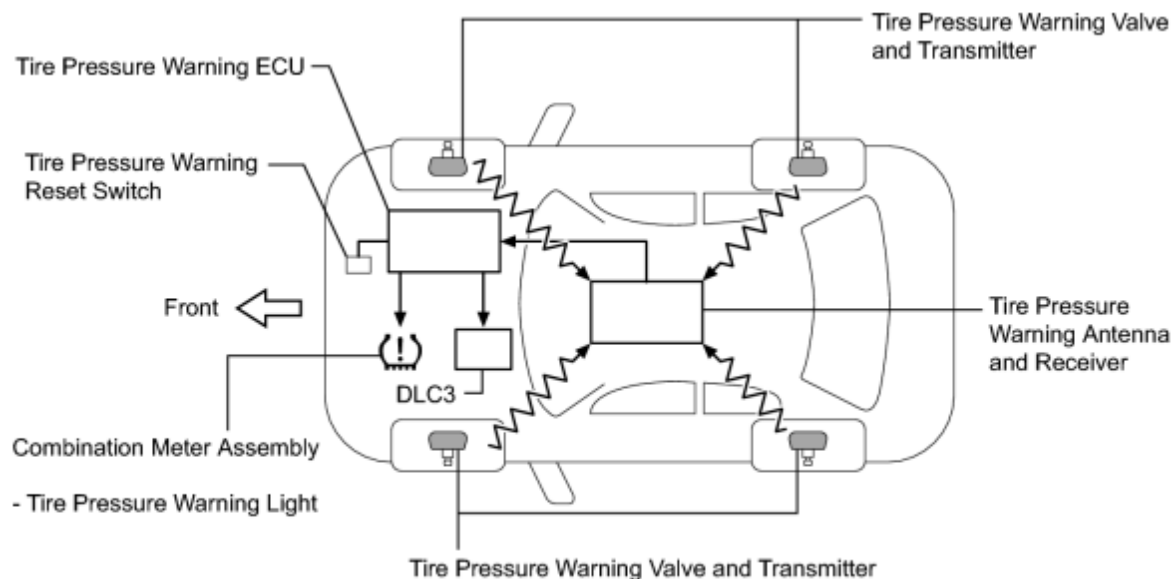 Tire Pressure Warning Valve
and Transmitter
Tire Pressure Warning ECU
Tire Pressure Warning
Reset Switch
Front
Tire Pressure
Warning Antenna
and Receiver
DLC3
Combination Meter Assembly
- Tire Pressure Warning Light
Tire Pressure Warning Valve and Transmitter